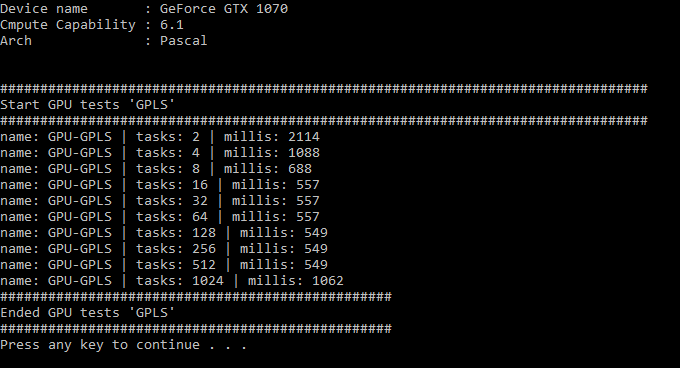 Device name       : GeForce GTX 1070
Cmpute Capability : 6.1
Arch              : Pascal
#################################################################################
Start GPU tests 'GPLS'
#################################################################################
name: GPU-GPLS | tasks: 2 | millis: 2114
name: GPU-GPLS | tasks: 4 | millis: 1088
name: GPU-GPLS | tasks: 8 | millis: 688
name: GPU-GPLS | tasks: 16 | millis: 557
name: GPU-GPLS | tasks: 32 | millis: 557
name: GPU-GPLS | tasks: 64 | millis: 557
name: GPU-GPLS | tasks: 128 | millis: 549
name: GPU-GPLS | tasks: 256 | millis: 549
name: GPU-GPLS | tasks: 512 | millis: 549
name: GPU-GPLS | tasks: 1024 | millis: 1062
#################################################
Ended GPU tests 'GPLS'
#################################################
Press any key to continue . . .